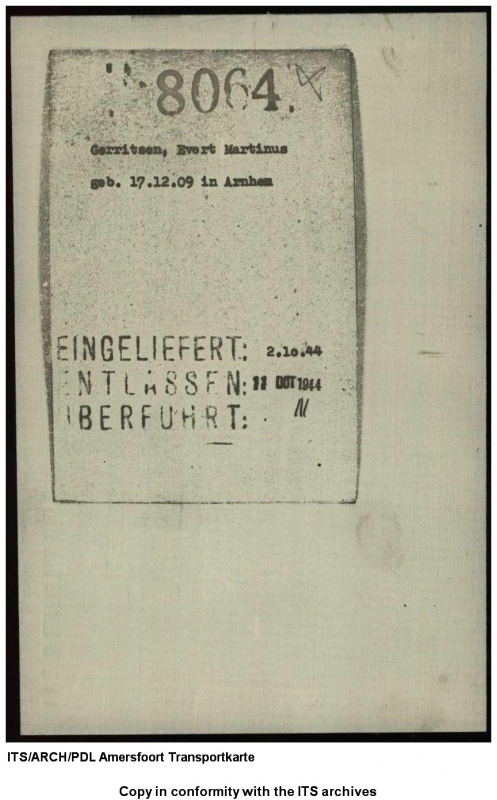 8064.
Gerritsen, Evert Martinus
geb. 17.12.09 in Arnhem
EINGELIEFERT: 2.10.44
ENTLASSEN: 11 OCT 1944
ÜBERFÜHRT:
ITS/ARCH/PDL Amersfoort Transportkarte
Copy in conformity with the ITS archives